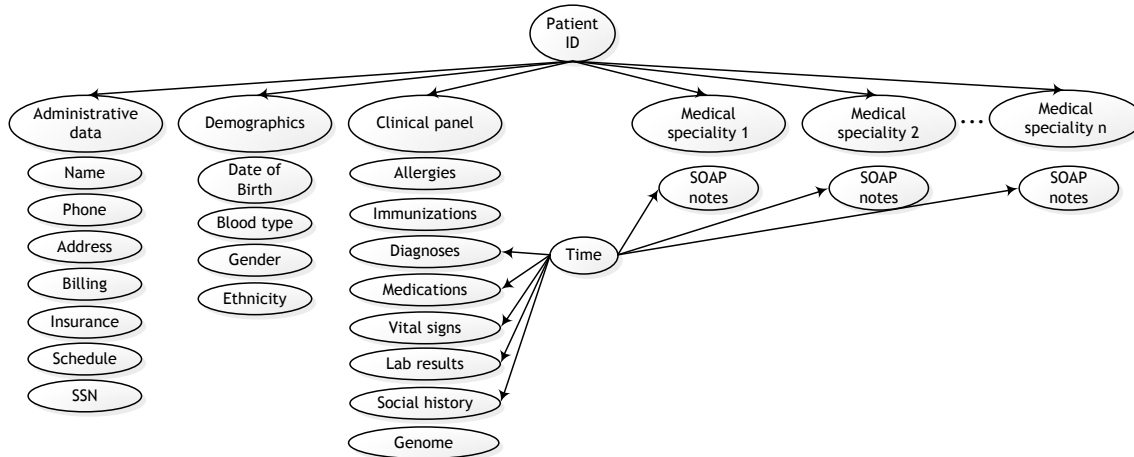 Patient
ID
Administrative
data
Demographics
Clinical panel
Medical
speciality 1
Medical
speciality 2
...
Medical
speciality n
Name
Phone
Address
Billing
Insurance
Schedule
SSN
Date of
Birth
Blood type
Gender
Ethnicity
Allergies
Immunizations
Diagnoses
Medications
Vital signs
Lab results
Social history
Genome
Time
SOAP
notes
SOAP
notes
SOAP
notes